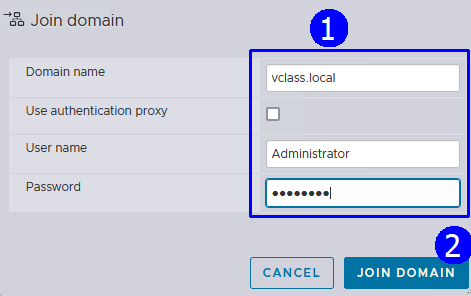 Join domain
1
Domain name
vclass.local
Use authentication proxy
User name
Administrator
Password
••••••••
2
CANCEL
JOIN DOMAIN